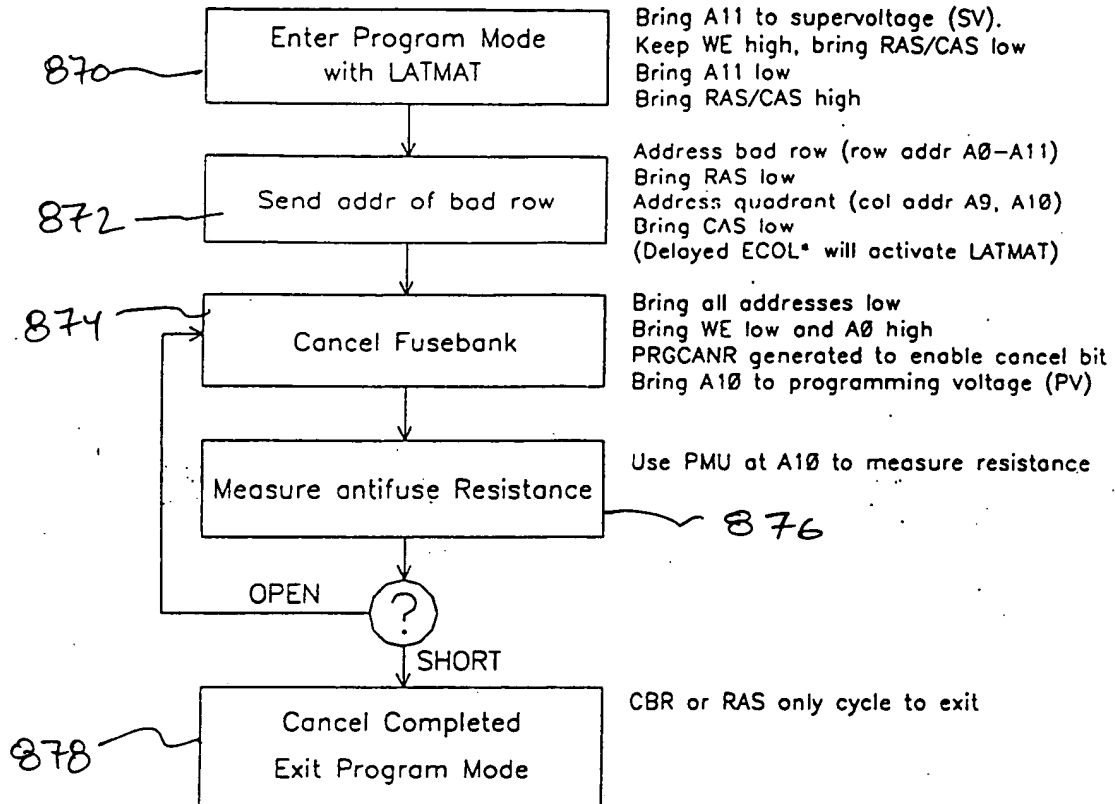 870
Enter Program Mode
with LATMAT
Bring A11 to supervoltage (SV).
Keep WE high, bring RAS/CAS low
Bring A11 low
Bring RAS/CAS high
872
Send addr of bad row
Address bad row (row addr A0-A11)
Bring RAS low
Address quadrant (col addr A9, A10)
Bring CAS low
(Delayed ECOL* will activate LATMAT)
874
Cancel Fusebank
Bring all addresses low
Bring WE low and A0 high
PRGCANR generated to enable cancel bit
Bring A10 to programming voltage (PV)
Measure antifuse Resistance
Use PMU at A10 to measure resistance
876
OPEN
?
SHORT
878
Cancel Completed
Exit Program Mode
CBR or RAS only cycle to exit